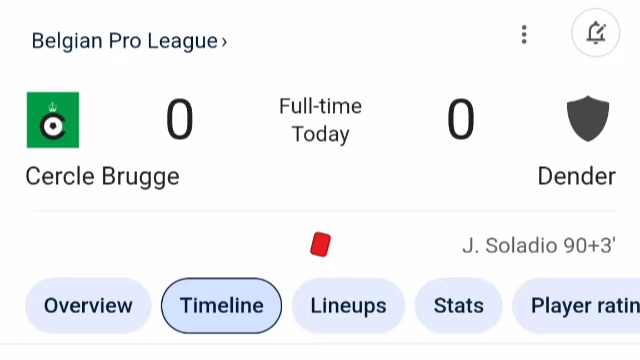 Belgian Pro League ›
0 Full-time 0
Today
Cercle Brugge Dender
J. Soladio 90+3'
Overview Timeline Lineups Stats Player ratin